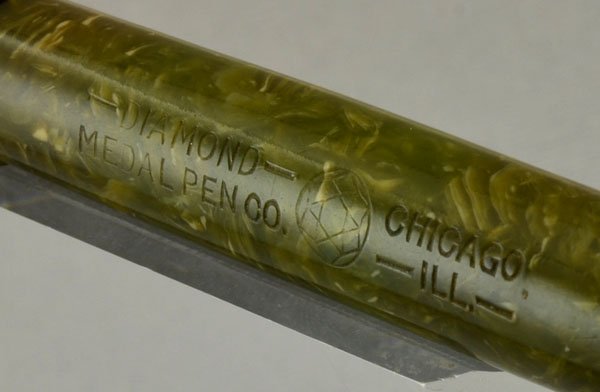 —DIAMOND—
MEDAL PEN CO.
CHICAGO,
—ILL.—